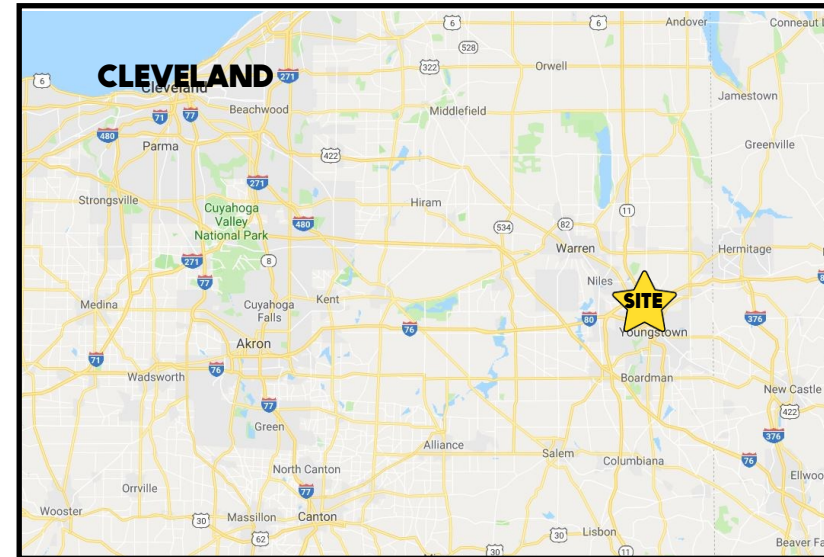 6
6
Andover
Conneaut L
528
CLEVELAND
Cleveland
271
322
Orwell
6
Jamestown
Beachwood
Middlefield
71
77
480
Parma
422
Greenville
271
Strongsville
Hiram
Cuyahoga
Valley
National Park
11
480
534
82
Warren
Hermitage
271
8
77
Niles
Medina
Cuyahoga
Falls
Kent
SITE
80
376
76
Youngstown
Akron
71
76
Wadsworth
Boardman
77
New Castle
422
Green
376
Alliance
Salem
Columbiana
76
North Canton
Ellwoo
Orrville
77
Wooster
30
Massillon
Canton
62
30
Lisbon
30
11
Beaver Fa